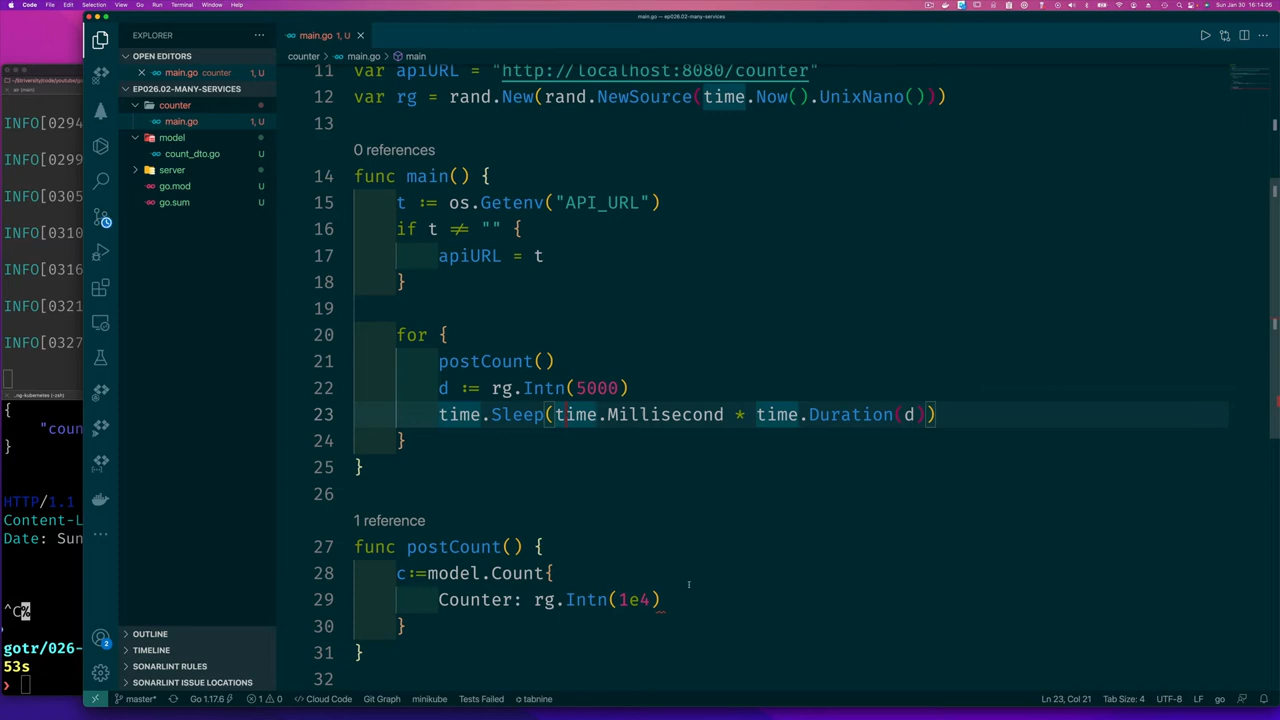 Code File Edit Selection View Go Run Terminal Window Help
Sun Jan 30 16:14:06
main.go — ep026.02-many-services
EXPLORER
main.go 1, U
OPEN EDITORS
counter > main.go > main
main.go counter 1, U
EP026.02-MANY-SERVICES
counter
main.go 1, U
model
count_dto.go U
server
go.mod U
go.sum U
11 var apiURL = "http://localhost:8080/counter"
12 var rg = rand.New(rand.NewSource(time.Now().UnixNano()))
13
0 references
14 func main() {
15 t := os.Getenv("API_URL")
16 if t ≠ "" {
17 apiURL = t
18 }
19
20 for {
21 postCount()
22 d := rg.Intn(5000)
23 time.Sleep(time.Millisecond * time.Duration(d))
24 }
25 }
26
1 reference
27 func postCount() {
28 c:=model.Count{
29 Counter: rg.Intn(1e4)
30 }
31 }
32
INFO[0294
INFO[0299
INFO[0305
INFO[0310
INFO[0316
INFO[0321
INFO[0327
ng-kubernetes (-zsh)
{
"coun
}
HTTP/1.1
Content-L
Date: Sun
^C%
gotr/026-
53s
❯
OUTLINE
TIMELINE
SONARLINT RULES
SONARLINT ISSUE LOCATIONS
2
master* Go 1.17.6 1 0 Cloud Code Git Graph minikube Tests Failed tabnine Ln 23, Col 21 Tab Size: 4 UTF-8 LF go